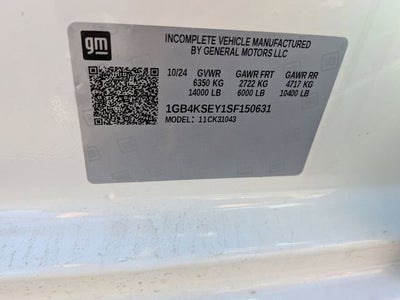 gm
INCOMPLETE VEHICLE MANUFACTURED
BY GENERAL MOTORS LLC
10/24 GVWR GAWR FRT GAWR RR
6350 KG 2722 KG 4717 KG
14000 LB 6000 LB 10400 LB
1GB4KSEY1SF150631
MODEL: 11CK31043